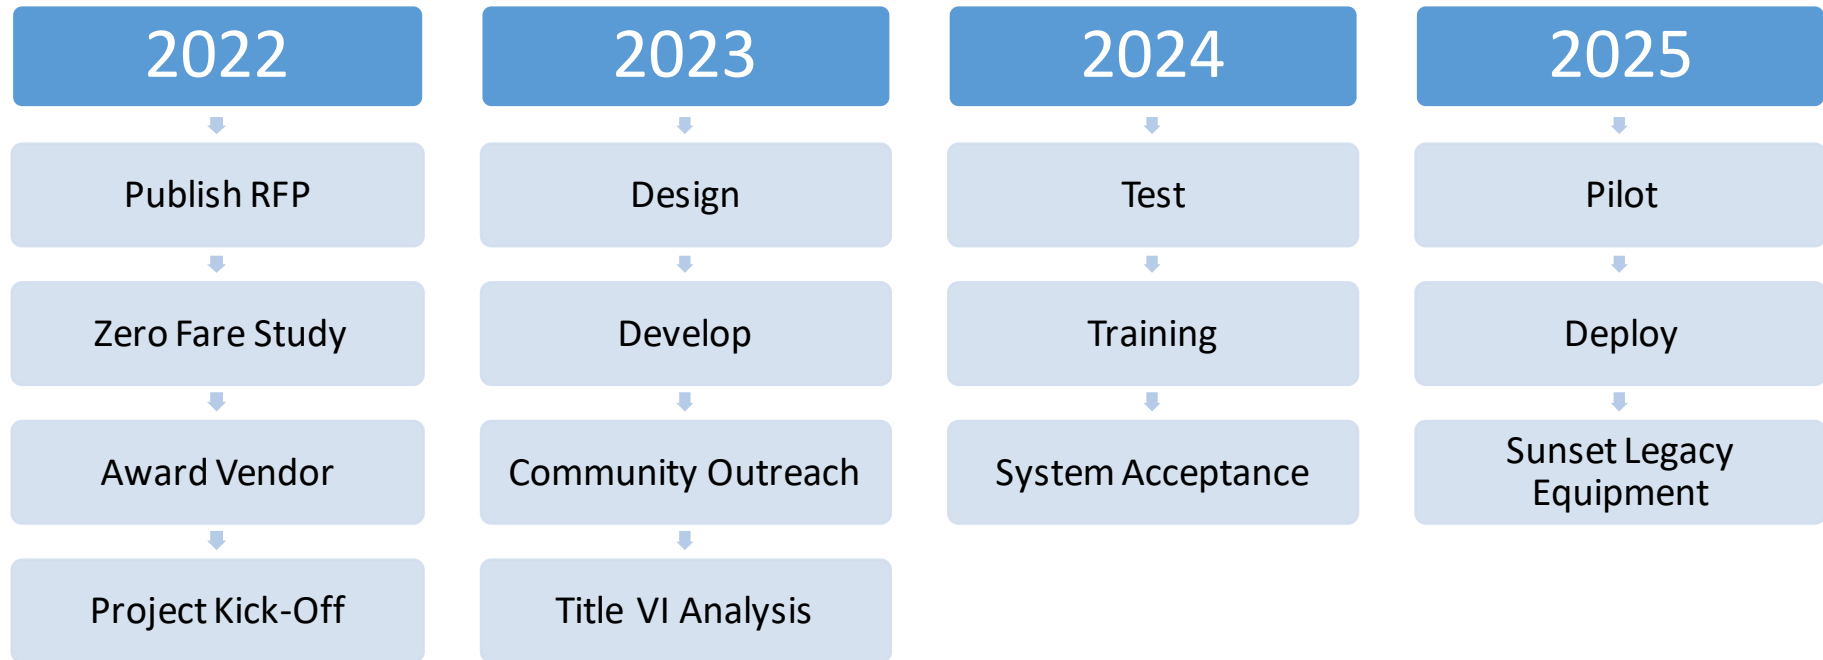 2022
Publish RFP
Zero Fare Study
Award Vendor
Project Kick-Off
2023
Design
Develop
Community Outreach
Title VI Analysis
2024
Test
Training
System Acceptance
2025
Pilot
Deploy
Sunset Legacy
Equipment